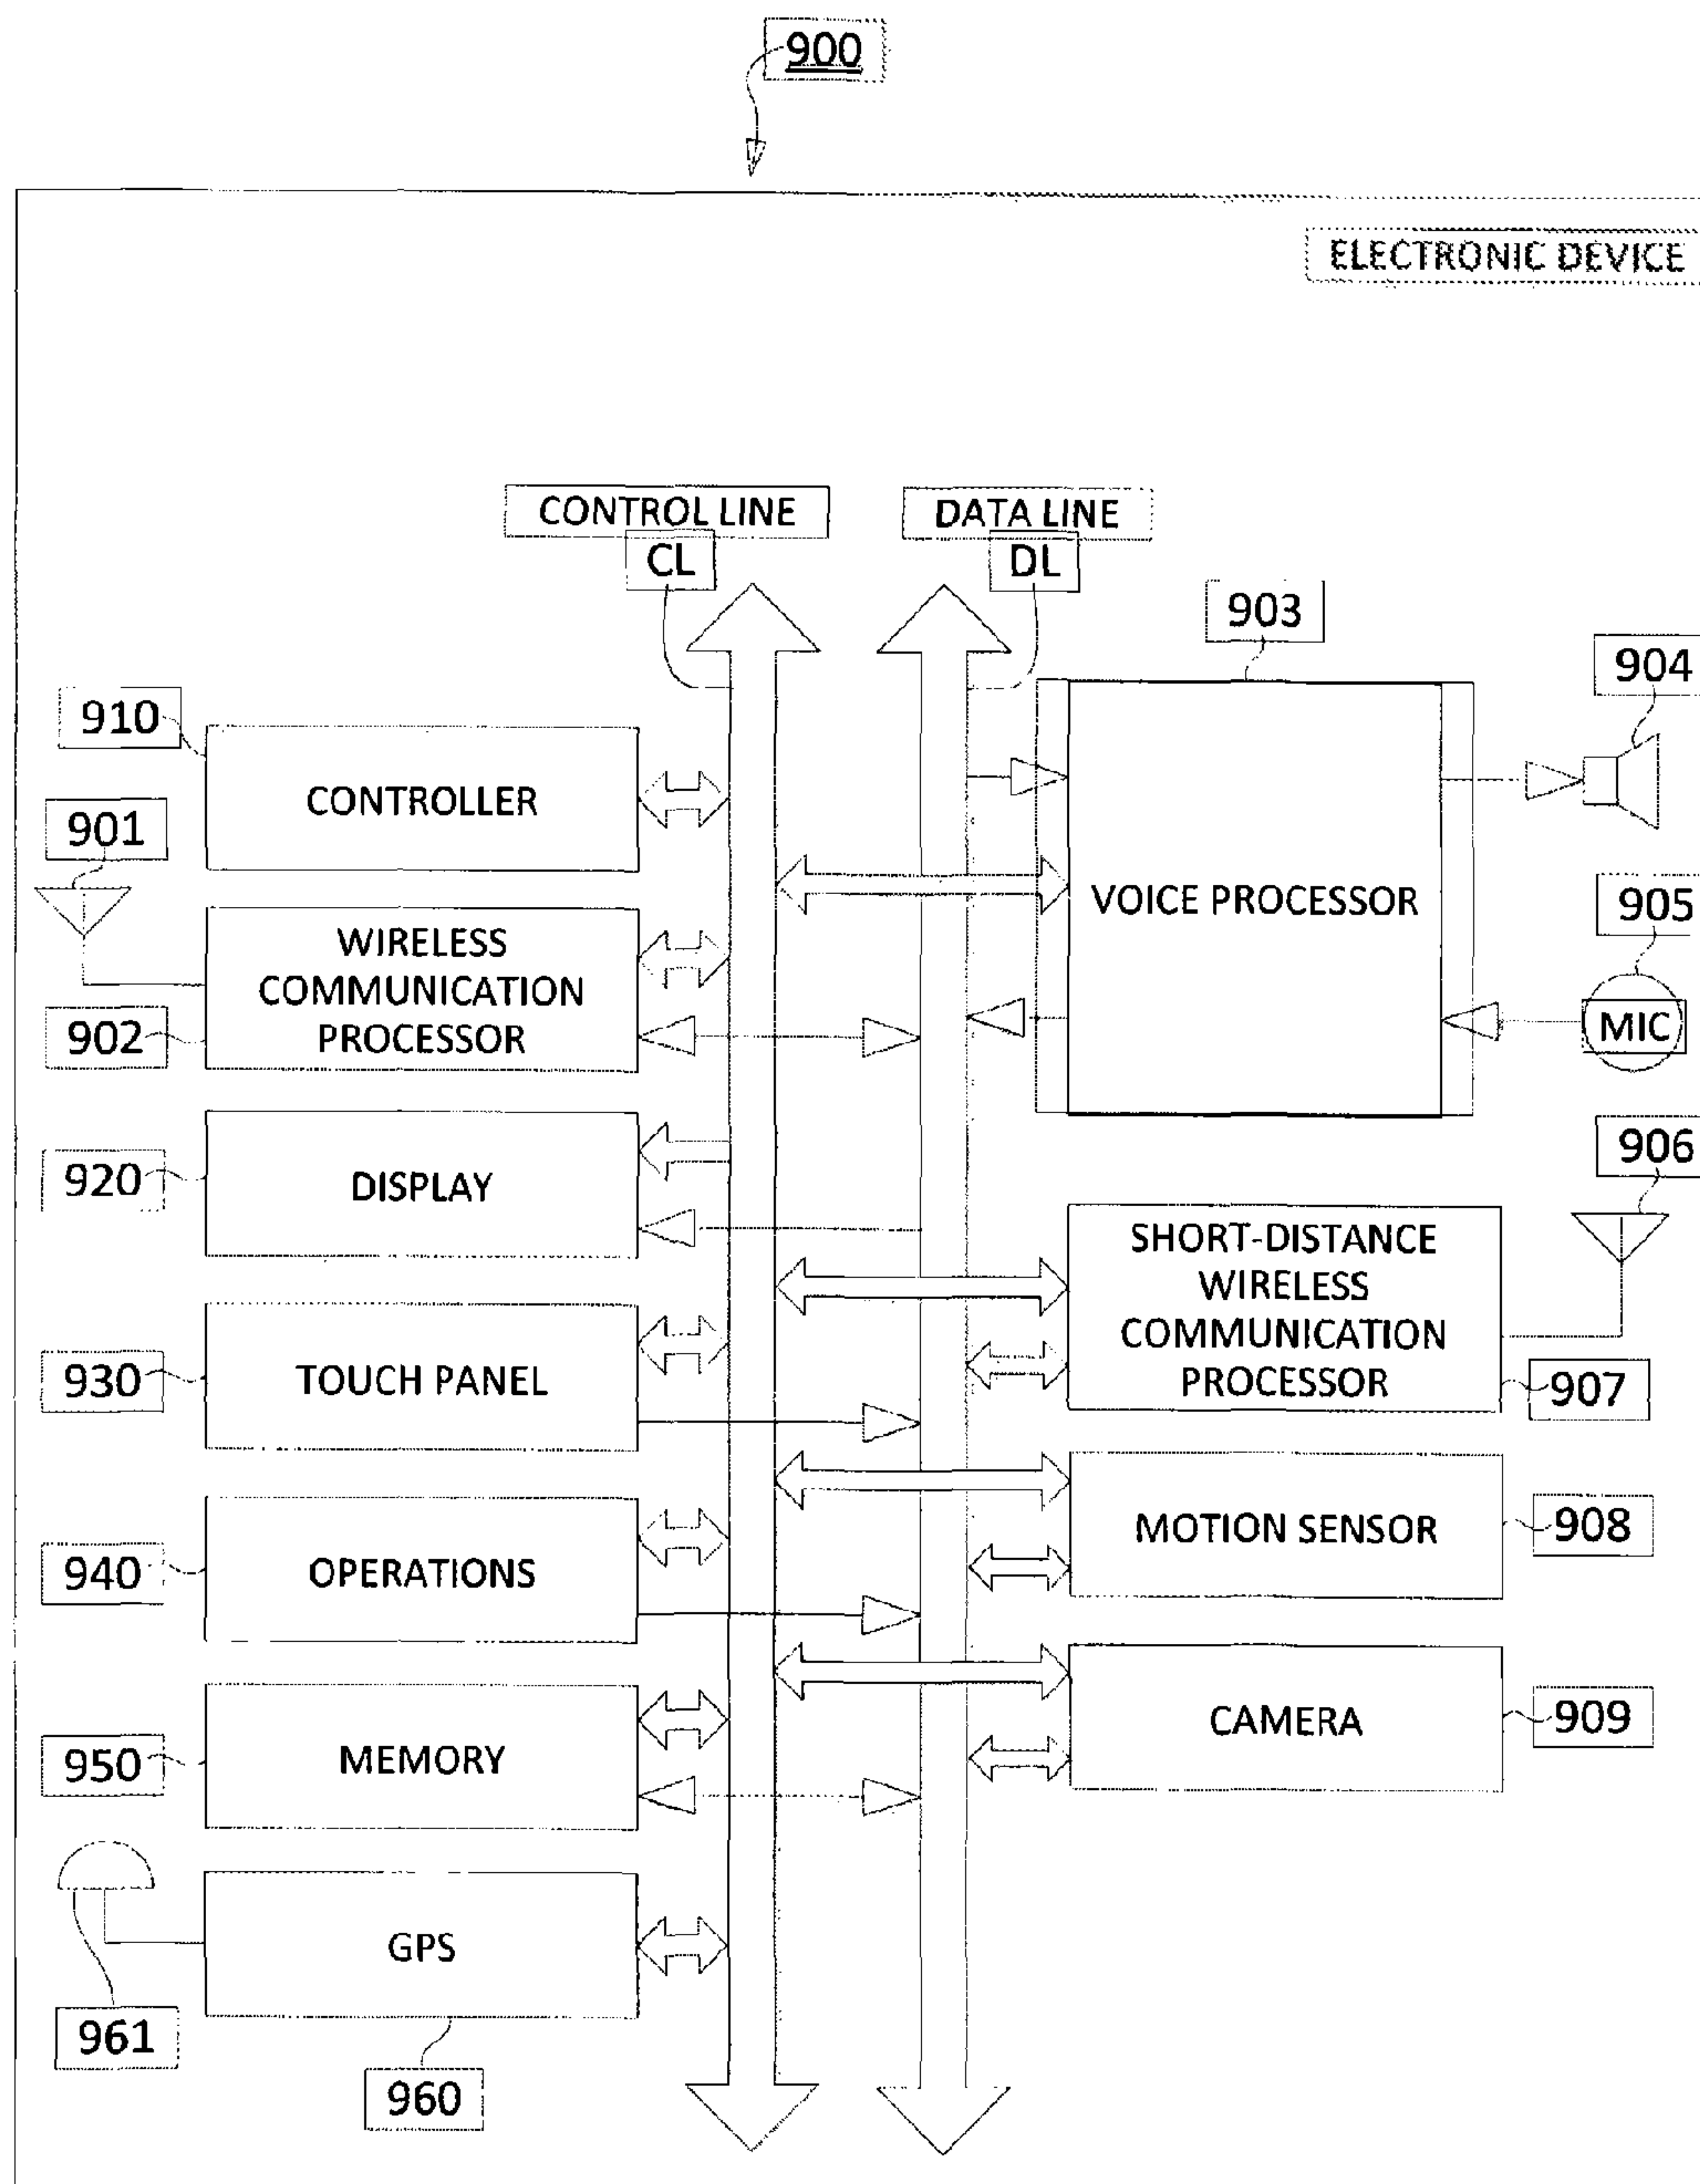 900
ELECTRONIC DEVICE
CONTROL LINE
CL
DATA LINE
DL
903
904
910
CONTROLLER
901
VOICE PROCESSOR
905
WIRELESS
COMMUNICATION
PROCESSOR
902
MIC
906
920
DISPLAY
SHORT-DISTANCE
WIRELESS
COMMUNICATION
PROCESSOR
907
930
TOUCH PANEL
940
OPERATIONS
MOTION SENSOR
908
950
MEMORY
CAMERA
909
GPS
961
960